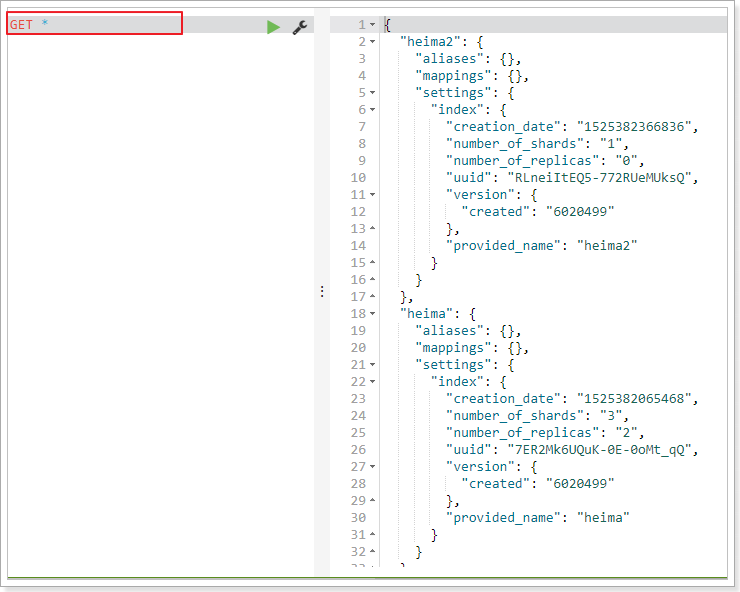 GET *
1 {
2 "heima2": {
3 "aliases": {},
4 "mappings": {},
5 "settings": {
6 "index": {
7 "creation_date": "1525382366836",
8 "number_of_shards": "1",
9 "number_of_replicas": "0",
10 "uuid": "RLneiItEQ5-772RUeMUksQ",
11 "version": {
12 "created": "6020499"
13 },
14 "provided_name": "heima2"
15 }
16 }
17 },
18 "heima": {
19 "aliases": {},
20 "mappings": {},
21 "settings": {
22 "index": {
23 "creation_date": "1525382065468",
24 "number_of_shards": "3",
25 "number_of_replicas": "2",
26 "uuid": "7ER2Mk6UQuK-0E-0oMt_qQ",
27 "version": {
28 "created": "6020499"
29 },
30 "provided_name": "heima"
31 }
32 }